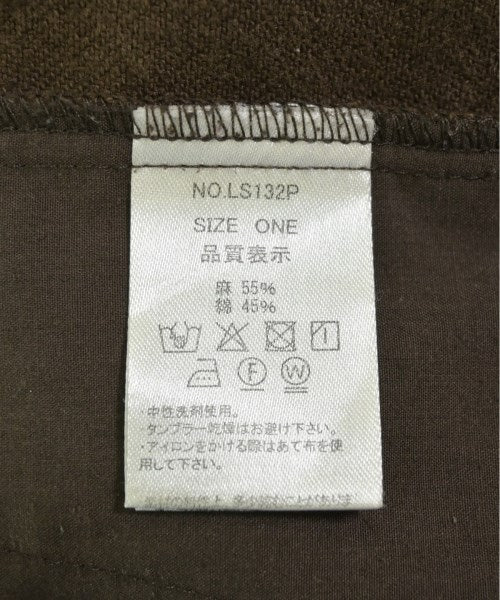 NO.LS132P
SIZE ONE
品質表示
麻 55%
綿 45%
F W
・中性洗剤使用。
・タンブラー乾燥はお避け下さい。
・アイロンをかける際はあて布を使
用して下さい。